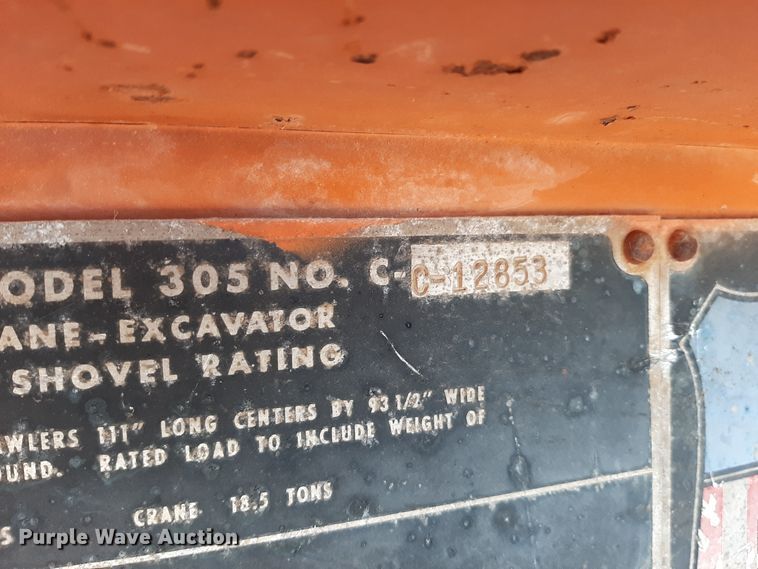 ODEL 305 NO. C-C-12853
ANE-EXCAVATOR
SHOVEL RATING
AWLERS 111" LONG CENTERS BY 93 1/2" WIDE
OUND. RATED LOAD TO INCLUDE WEIGHT OF
S CRANE 18.5 TONS
Purple Wave Auction